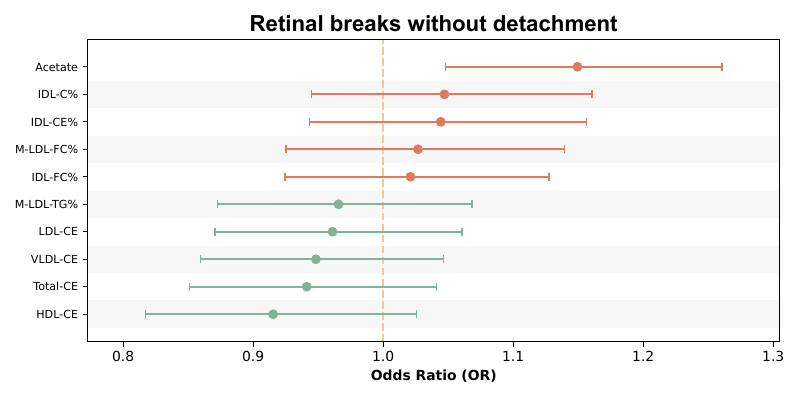 Retinal breaks without detachment
Acetate
IDL-C%
IDL-CE%
M-LDL-FC%
IDL-FC%
M-LDL-TG%
LDL-CE
VLDL-CE
Total-CE
HDL-CE
0.8 0.9 1.0 1.1 1.2 1.3
Odds Ratio (OR)